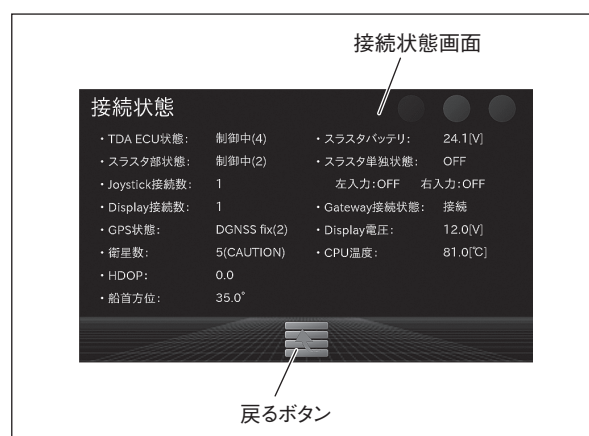 接続状態画面
接続状態
・TDA ECU状態: 制御中(4)
・スラスタ部状態: 制御中(2)
・Joystick接続数: 1
・Display接続数: 1
・GPS状態: DGNSS fix(2)
・衛星数: 5(CAUTION)
・HDOP: 0.0
・船首方位: 35.0°
・スラスタバッテリ: 24.1[V]
・スラスタ単独状態: OFF
左入力:OFF 右入力:OFF
・Gateway接続状態: 接続
・Display電圧: 12.0[V]
・CPU温度: 81.0[℃]
戻るボタン